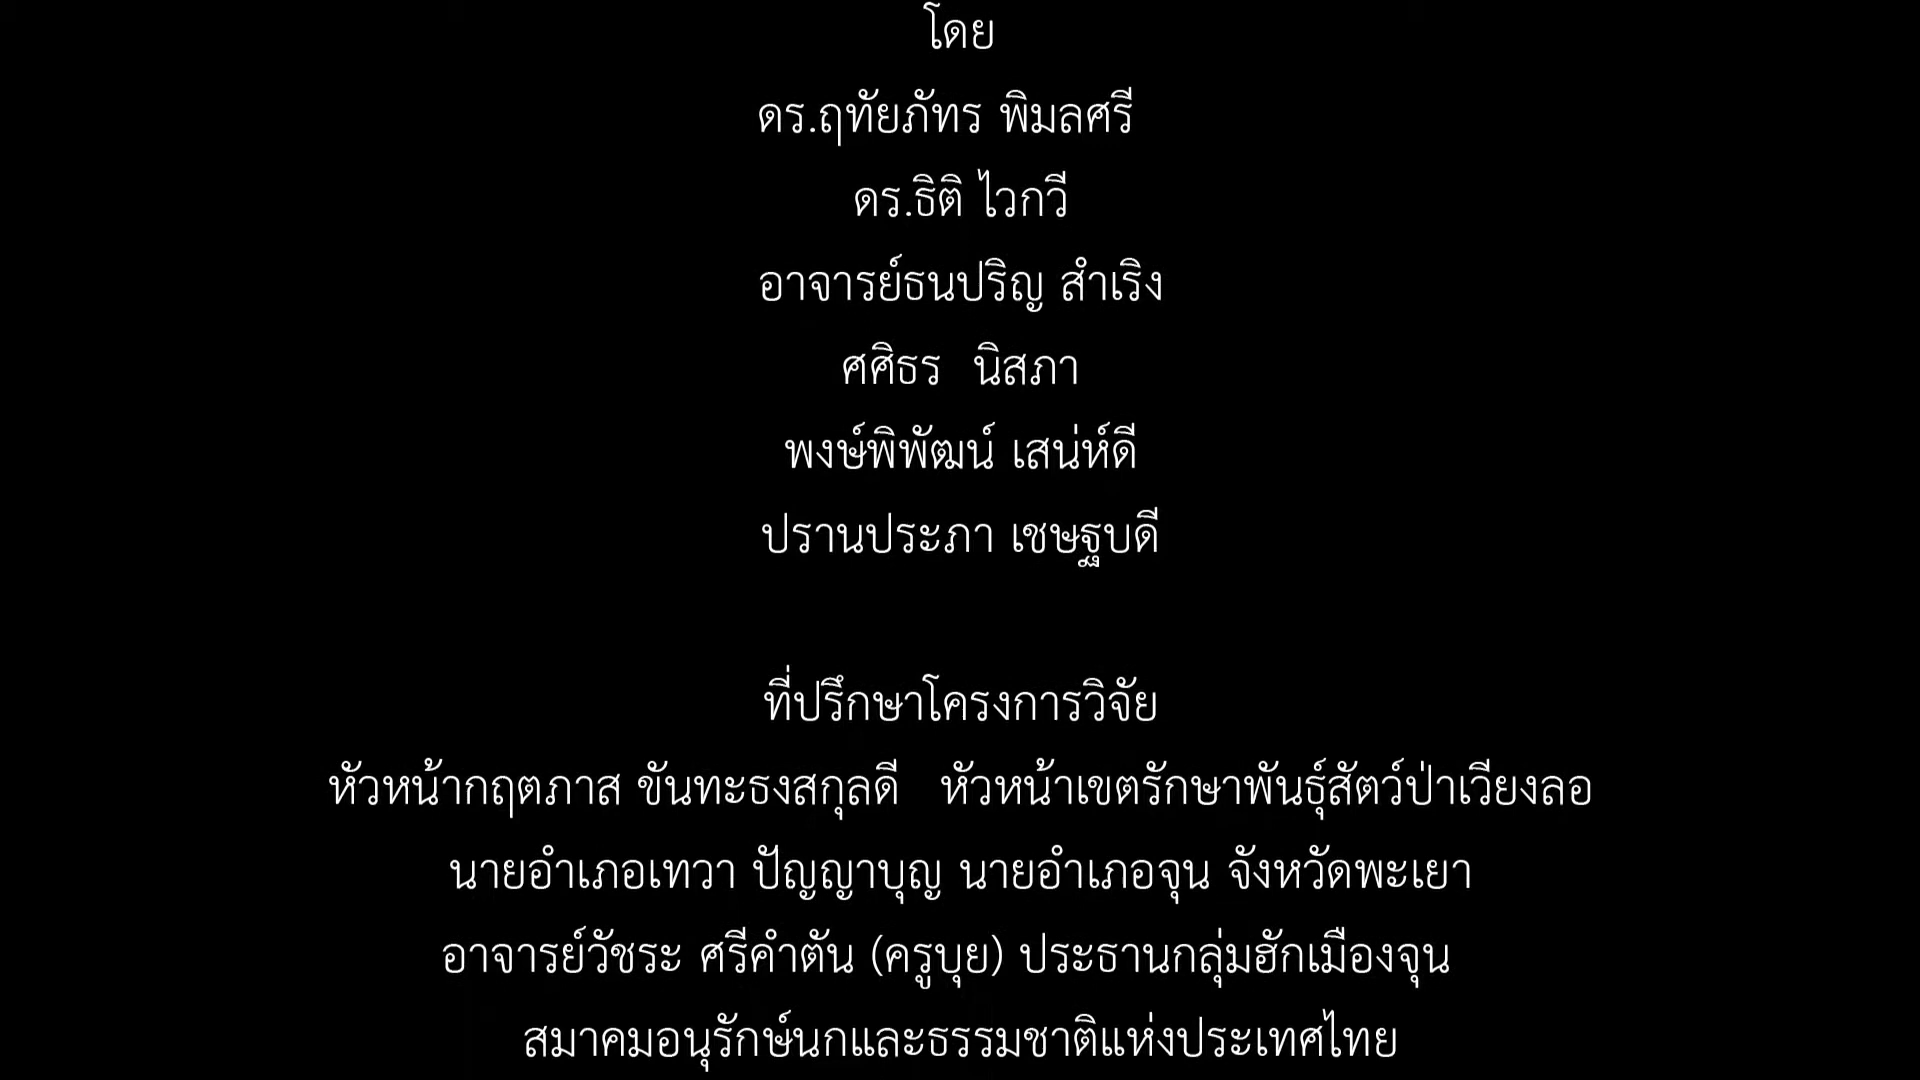 โดย
ดร.ฤทัยภัทร พิมลศรี
ดร.ธิติ ไวกวี
อาจารย์ธนปริญ สำเริง
ศศิธร นิสภา
พงษ์พิพัฒน์ เสน่ห์ดี
ปรานประภา เชษฐบดี
ที่ปรึกษาโครงการวิจัย
หัวหน้ากฤตภาส ขันทะธงสกุลดี หัวหน้าเขตรักษาพันธุ์สัตว์ป่าเวียงลอ
นายอำเภอเทวา ปัญญาบุญ นายอำเภอจุน จังหวัดพะเยา
อาจารย์วัชระ ศรีคำตัน (ครูบุย) ประธานกลุ่มฮักเมืองจุน
สมาคมอนุรักษ์นกและธรรมชาติแห่งประเทศไทย